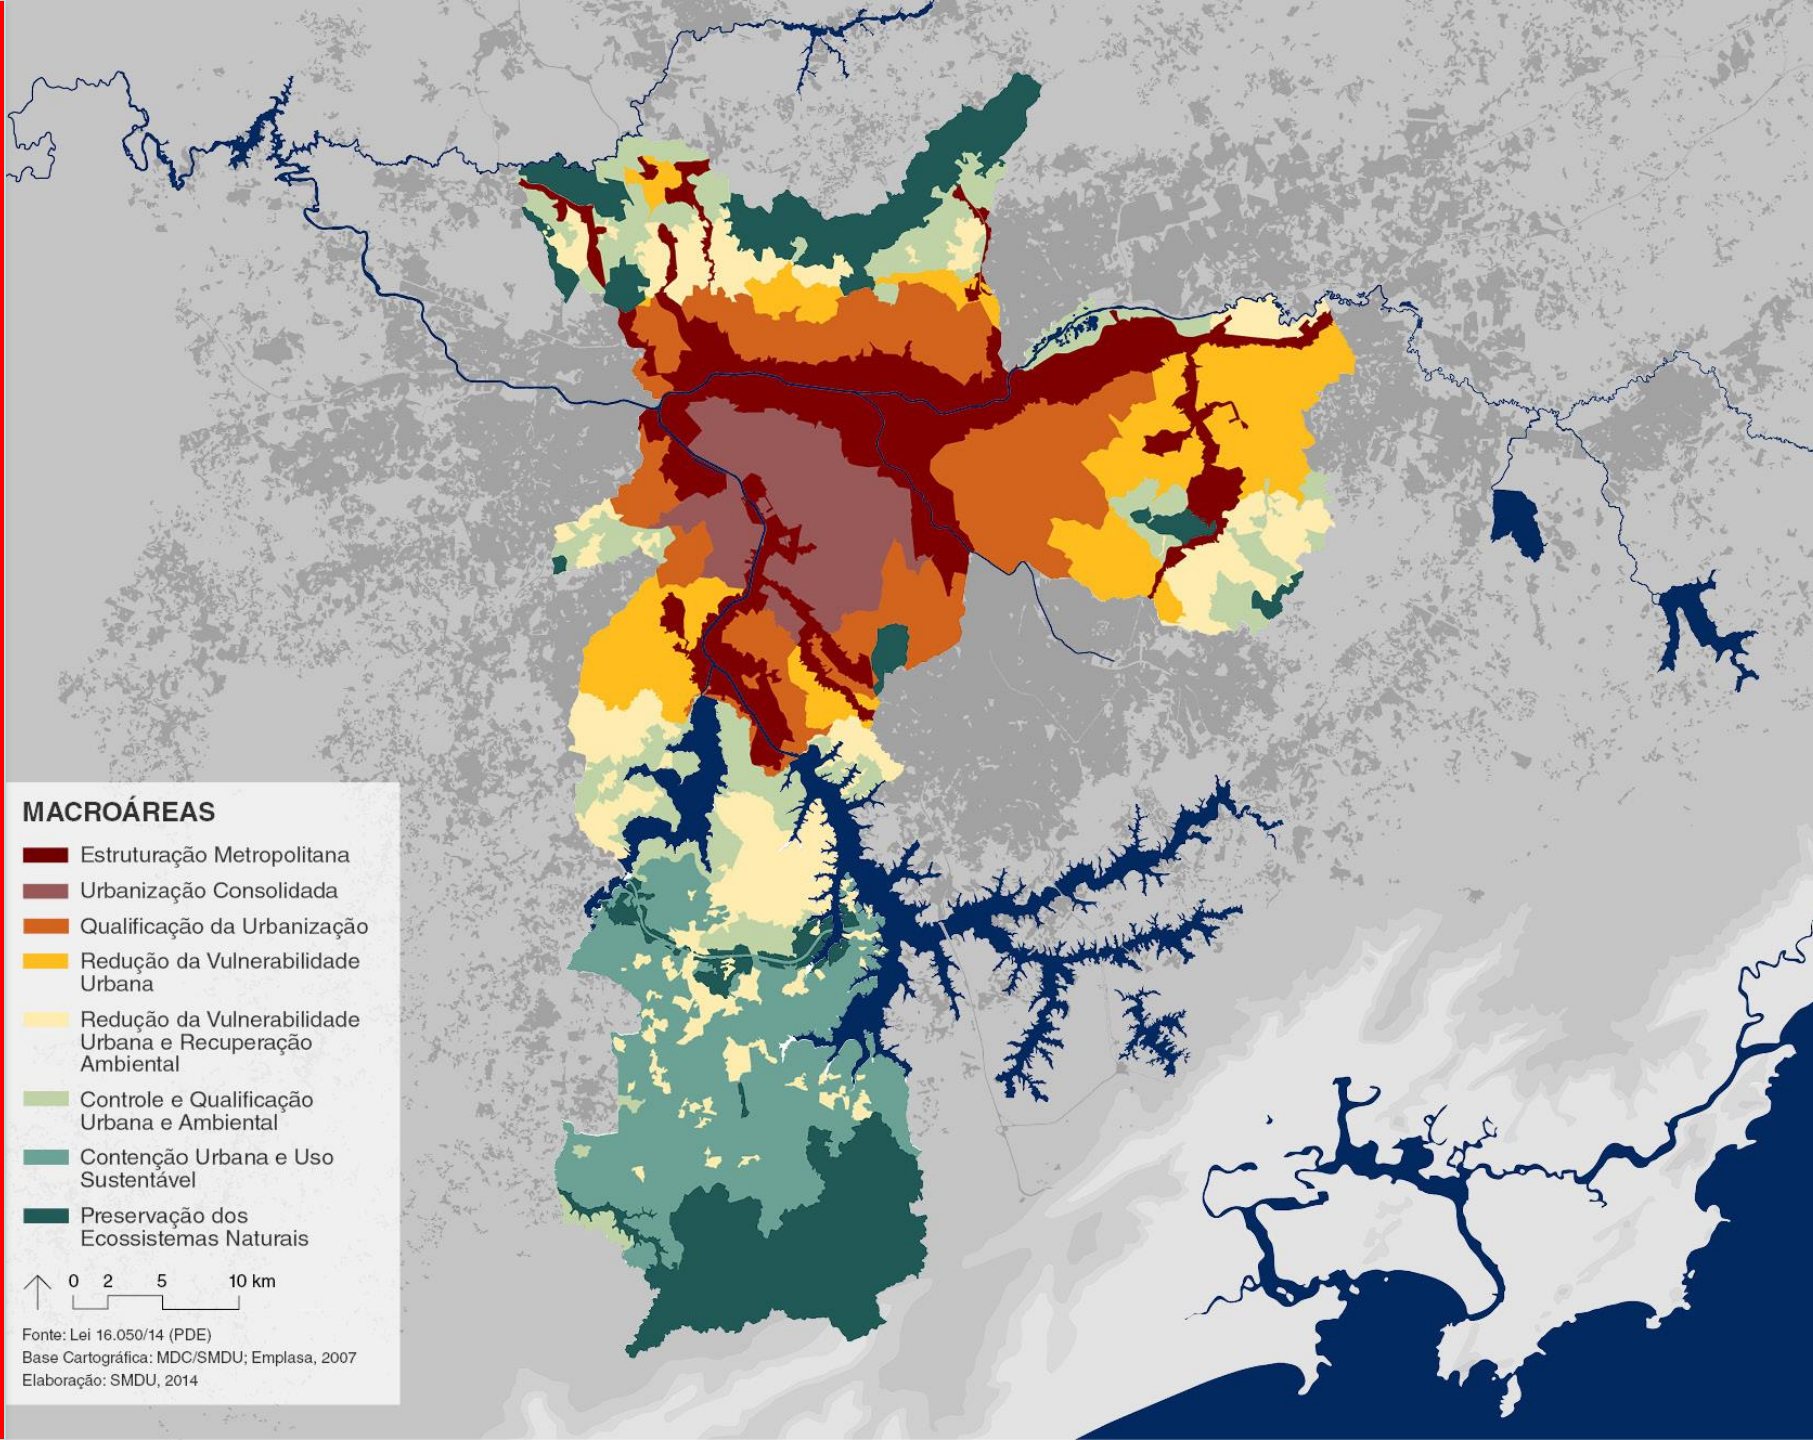 MACROÁREAS
Estruturação Metropolitana
Urbanização Consolidada
Qualificação da Urbanização
Redução da Vulnerabilidade
Urbana
Redução da Vulnerabilidade
Urbana e Recuperação
Ambiental
Controle e Qualificação
Urbana e Ambiental
Contenção Urbana e Uso
Sustentável
Preservação dos
Ecossistemas Naturais
0 2 5 10 km
Fonte: Lei 16.050/14 (PDE)
Base Cartográfica: MDC/SMDU; Emplasa, 2007
Elaboração: SMDU, 2014